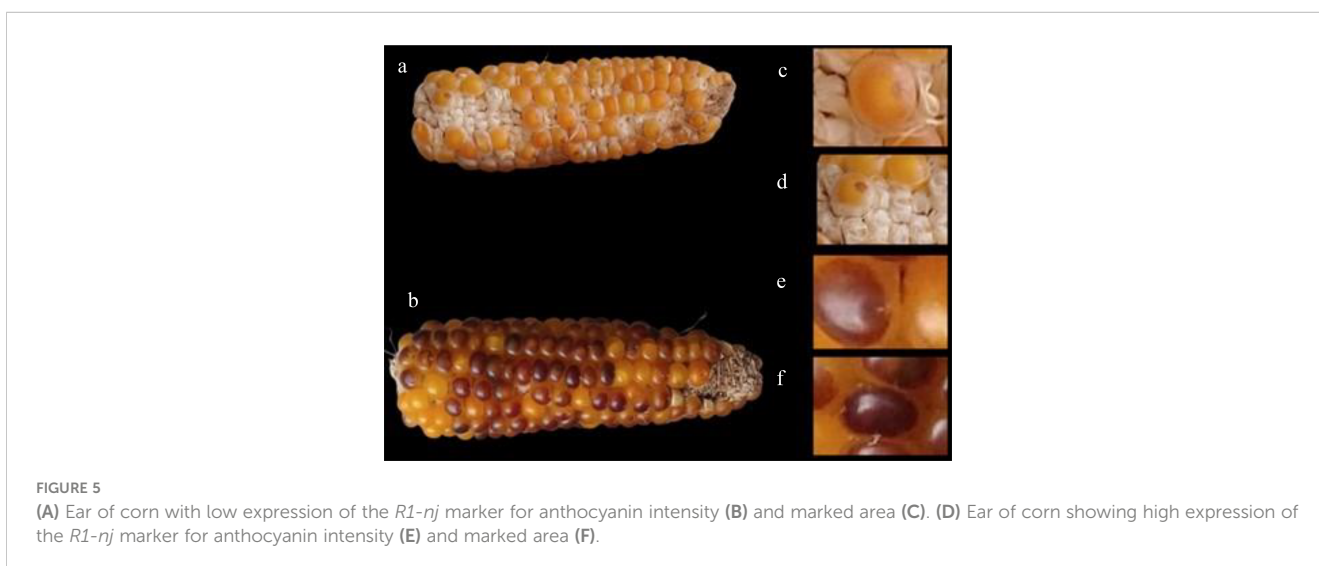 a
c
d
b
e
f
FIGURE 5
(A) Ear of corn with low expression of the R1-nj marker for anthocyanin intensity (B) and marked area (C). (D) Ear of corn showing high expression of
the R1-nj marker for anthocyanin intensity (E) and marked area (F).